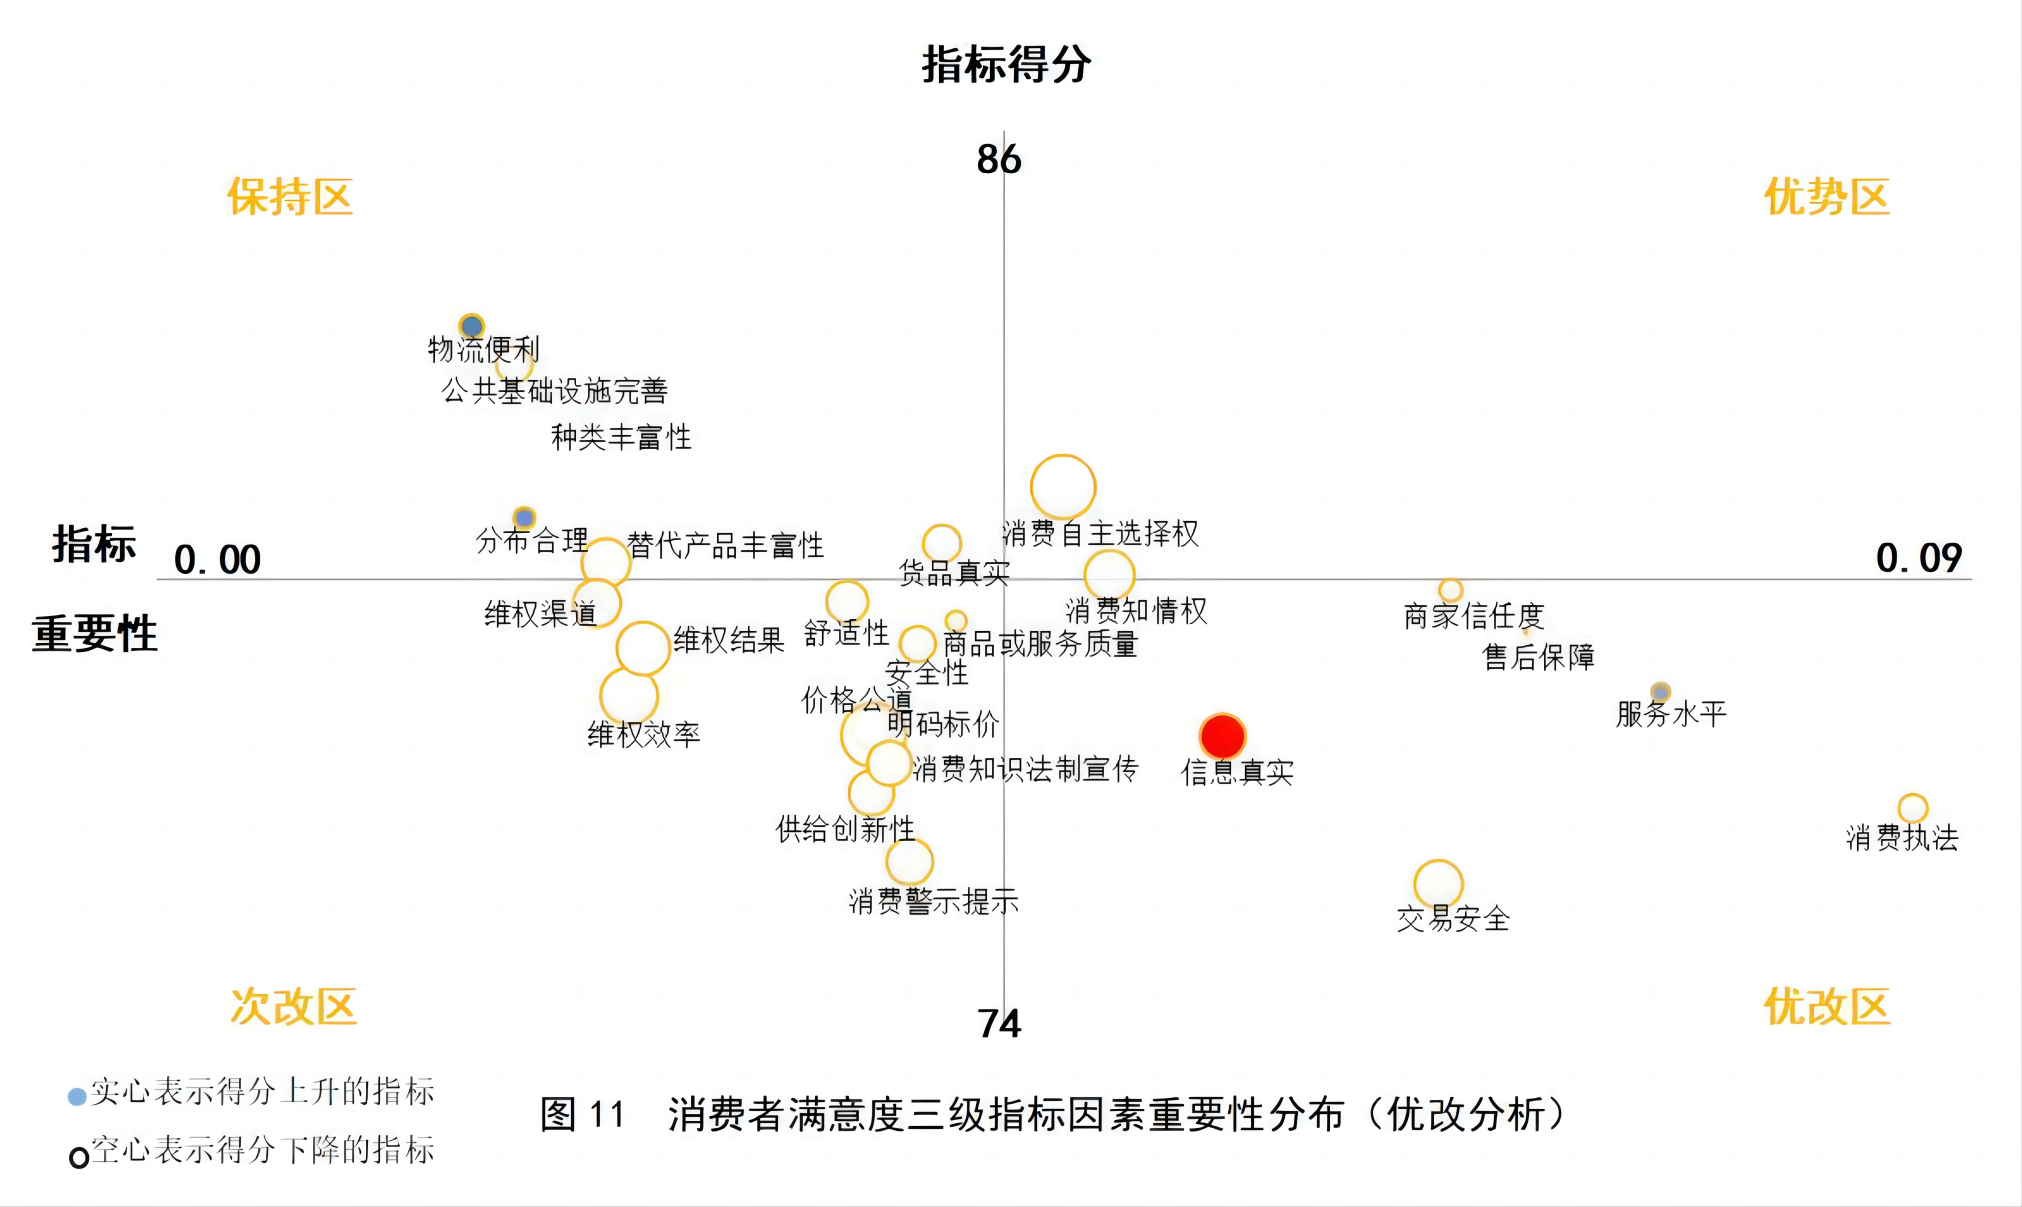 指标得分
86
保持区
优势区
物流便利
公共基础设施完善
种类丰富性
消费自主选择权
分布合理
替代产品丰富性
货品真实
指标
0.00
0.09
重要性
维权渠道
舒适性
消费知情权
商家信任度
维权结果
商品或服务质量
售后保障
安全性
价格公道
服务水平
明码标价
维权效率
消费知识法制宣传
信息真实
供给创新性
消费执法
消费警示提示
交易安全
次改区
优改区
74
实心表示得分上升的指标
空心表示得分下降的指标
图 11 消费者满意度三级指标因素重要性分布（优改分析）